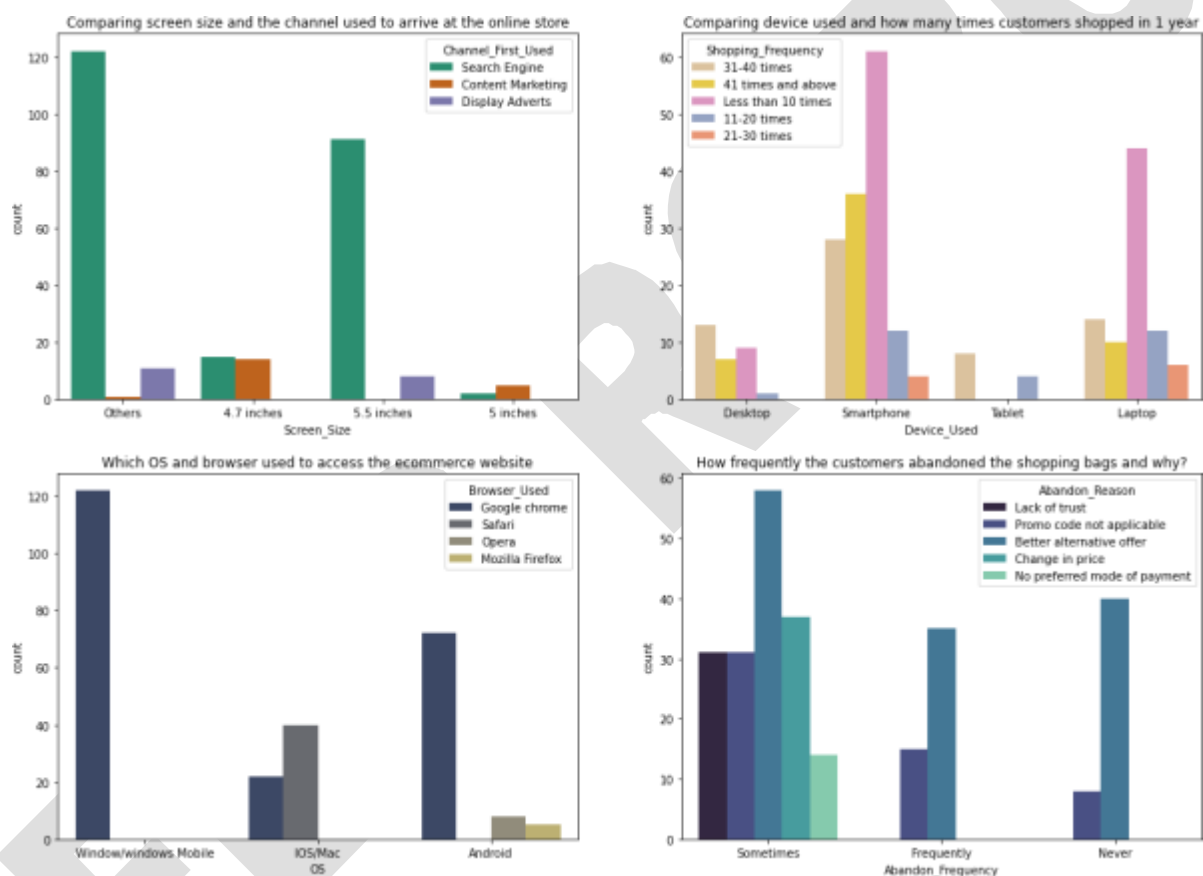 Comparing screen size and the channel used to arrive at the online store
Channel_First_Used
Search Engine
Content Marketing
Display Adverts
120
100
80
60
40
20
0
count
Others 4.7 inches 5.5 inches 5 inches
Screen_Size
Comparing device used and how many times customers shopped in 1 year
Shopping_Frequency
31-40 times
41 times and above
Less than 10 times
11-20 times
21-30 times
60
50
40
30
20
10
0
count
Desktop Smartphone Tablet Laptop
Device_Used
Which OS and browser used to access the ecommerce website
Browser_Used
Google chrome
Safari
Opera
Mozilla Firefox
120
100
80
60
40
20
0
count
Window/windows Mobile IOS/Mac Android
OS
How frequently the customers abandoned the shopping bags and why?
Abandon_Reason
Lack of trust
Promo code not applicable
Better alternative offer
Change in price
No preferred mode of payment
60
50
40
30
20
10
0
count
Sometimes Frequently Never
Abandon_Frequency